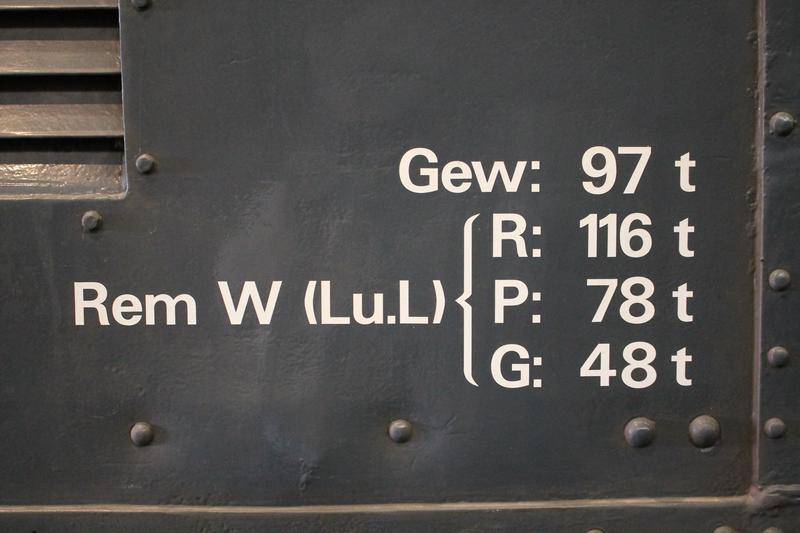 Gew: 97 t
R: 116 t
Rem W (Lu.L) P: 78 t
G: 48 t